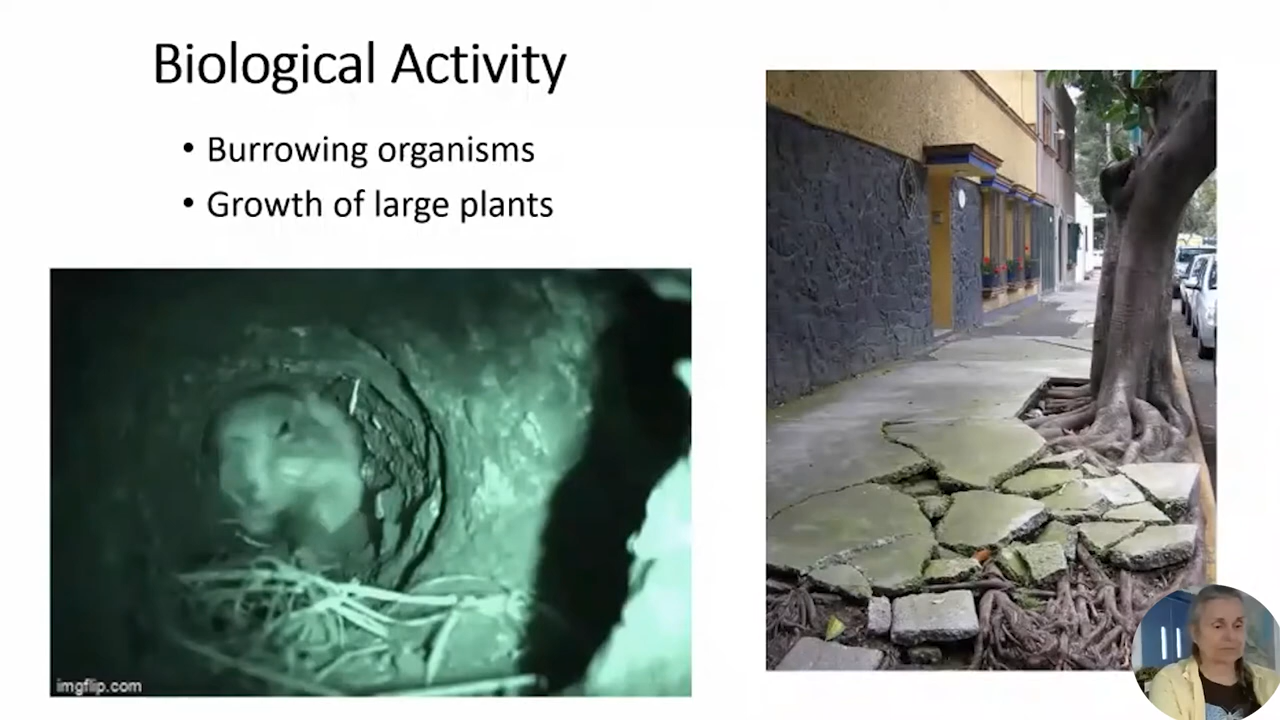 Biological Activity
• Burrowing organisms
• Growth of large plants
imgflip.com